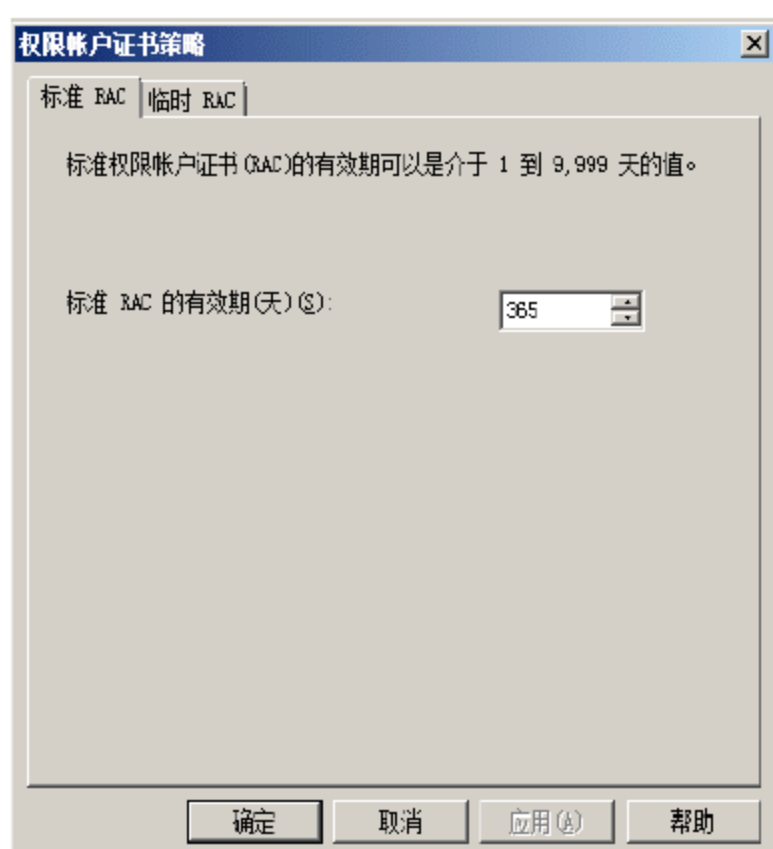 权限帐户证书策略
标准 RAC 临时 RAC
标准权限帐户证书(RAC)的有效期可以是介于 1 到 9,999 天的值。
标准 RAC 的有效期(天)(S): 365
确定 取消 应用(A) 帮助